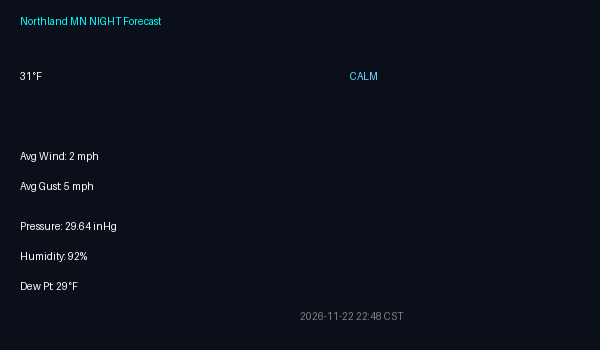 Northland MN NIGHT Forecast
31°F
CALM
Avg Wind: 2 mph
Avg Gust: 5 mph
Pressure: 29.64 inHg
Humidity: 92%
Dew Pt: 29°F
2026-11-22 22:48 CST